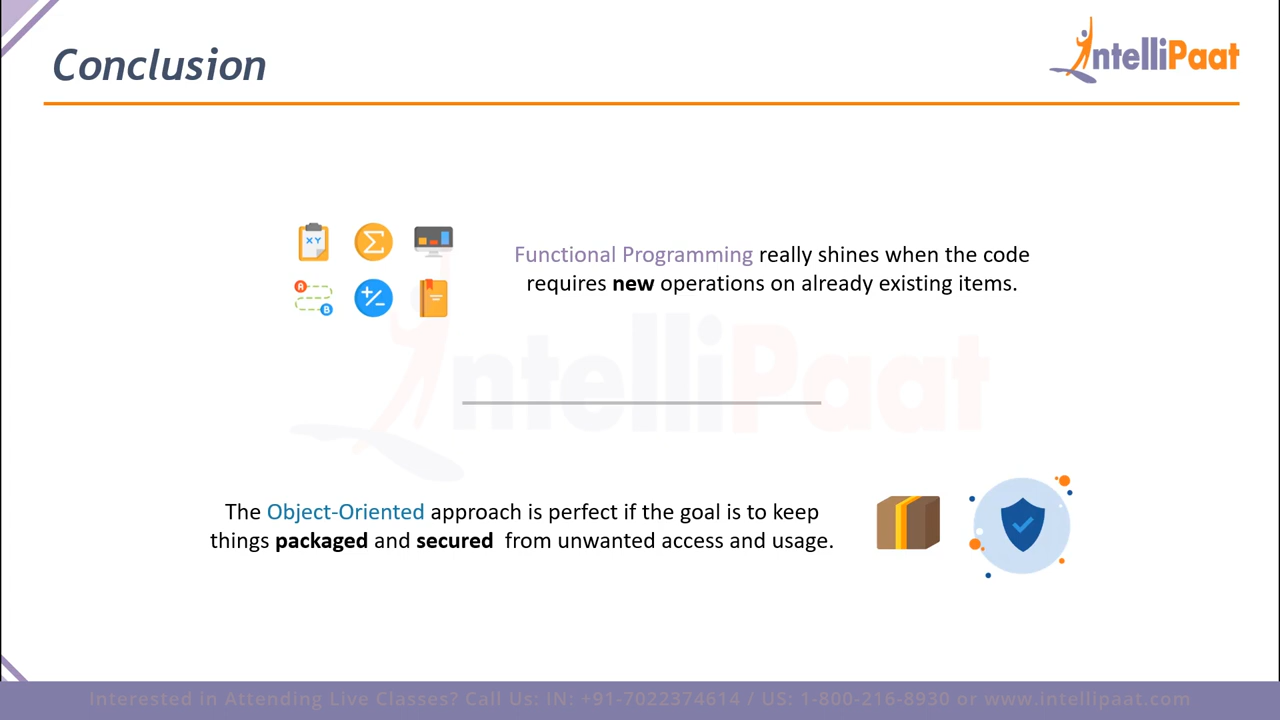 Conclusion
IntelliPaat
X Y
Σ
A
+/-
B
Functional Programming really shines when the code
requires new operations on already existing items.
IntelliPaat
The Object-Oriented approach is perfect if the goal is to keep
things packaged and secured from unwanted access and usage.
Interested in Attending Live Classes? Call Us: IN: +91-7022374614 / US: 1-800-216-8930 or www.intellipaat.com